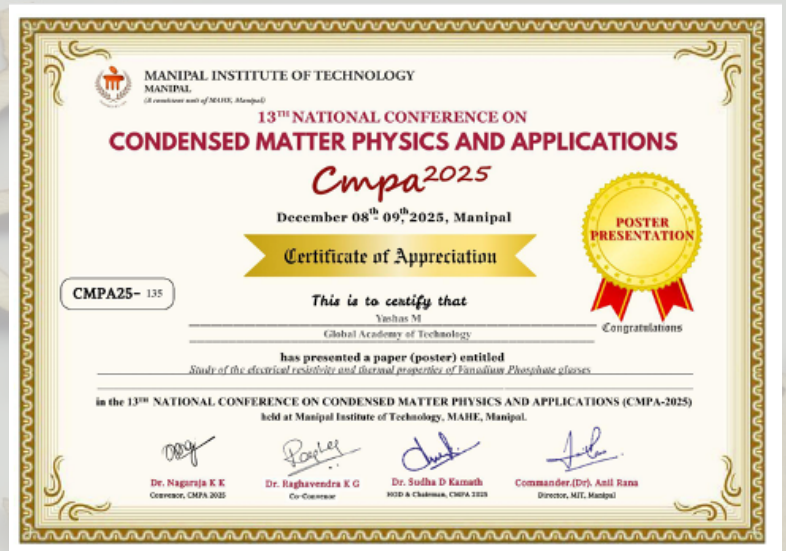 MANIPAL INSTITUTE OF TECHNOLOGY
MANIPAL
(A constituent unit of MAHE, Manipal)
13TH NATIONAL CONFERENCE ON
CONDENSED MATTER PHYSICS AND APPLICATIONS
Cmpa2025
December 08th- 09th, 2025, Manipal
POSTER
PRESENTATION
Certificate of Appreciation
CMPA25- 135
This is to certify that
Yashas M
Congratulations
Global Academy of Technology
has presented a paper (poster) entitled
Study of the electrical resistivity and thermal properties of Vanadium Phosphate glasses
in the 13TH NATIONAL CONFERENCE ON CONDENSED MATTER PHYSICS AND APPLICATIONS (CMPA-2025)
held at Manipal Institute of Technology, MAHE, Manipal.
Dr. Nagaraja K K
Convenor, CMPA 2025
Dr. Raghavendra K G
Co-Convenor
Dr. Sudha D Kamath
HOD & Chairman, CMPA 2025
Commander.(Dr). Anil Rana
Director, MIT, Manipal